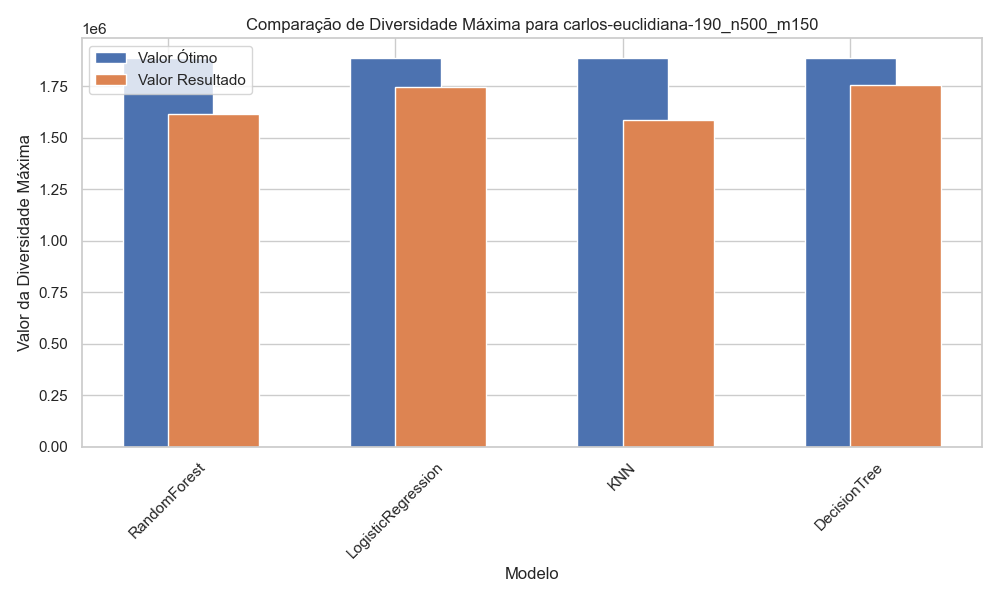 Comparação de Diversidade Máxima para carlos-euclidiana-190_n500_m150
1e6
Valor Ótimo
Valor Resultado
1.75
1.50
1.25
1.00
0.75
0.50
0.25
0.00
Valor da Diversidade Máxima
RandomForest
LogisticRegression
KNN
DecisionTree
Modelo